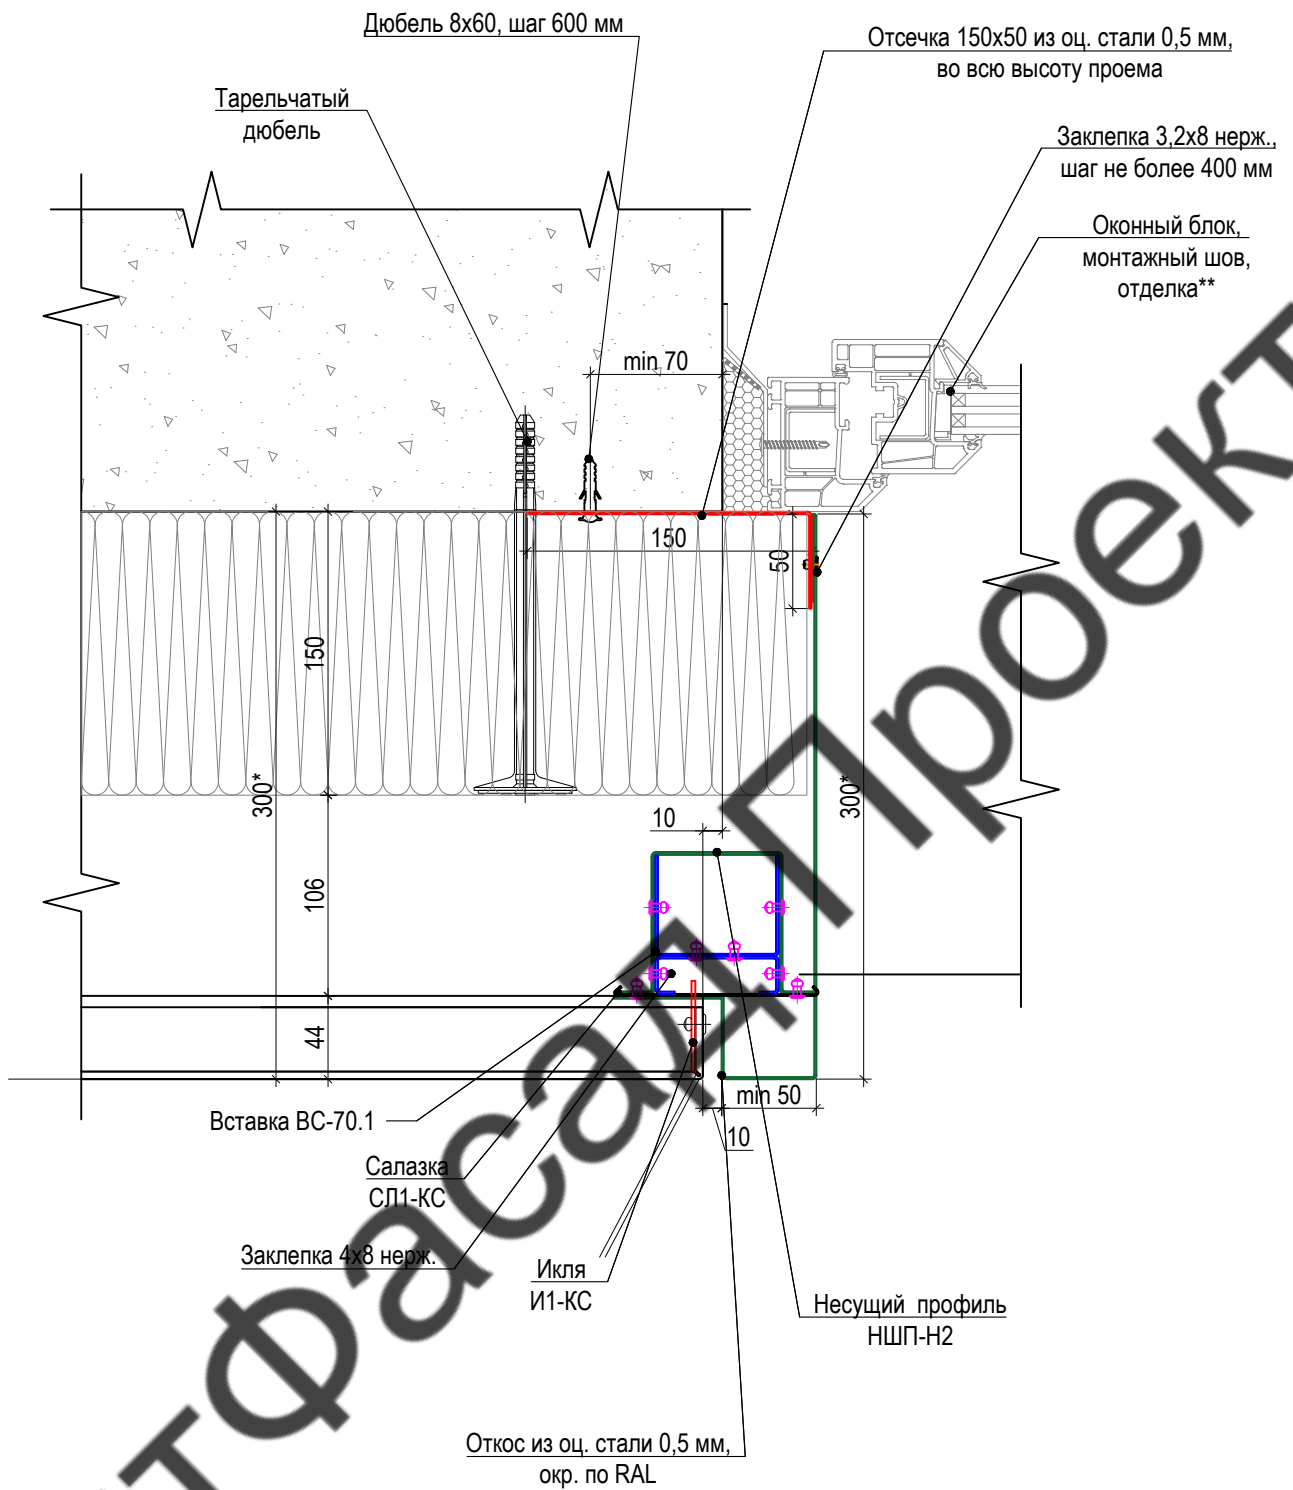 Дюбель 8х60, шаг 600 мм
Отсечка 150х50 из оц. стали 0,5 мм,
во всю высоту проема
Тарельчатый
дюбель
Заклепка 3,2х8 нерж.,
шаг не более 400 мм
Оконный блок,
монтажный шов,
отделка**
min 70
150
50
150
300*
300*
10
106
44
min 50
10
Вставка ВС-70.1
Салазка
СЛ1-КС
Заклепка 4х8 нерж.
Икля
И1-КС
Несущий профиль
НШП-Н2
Откос из оц. стали 0,5 мм,
окр. по RAL
тФасад Проект